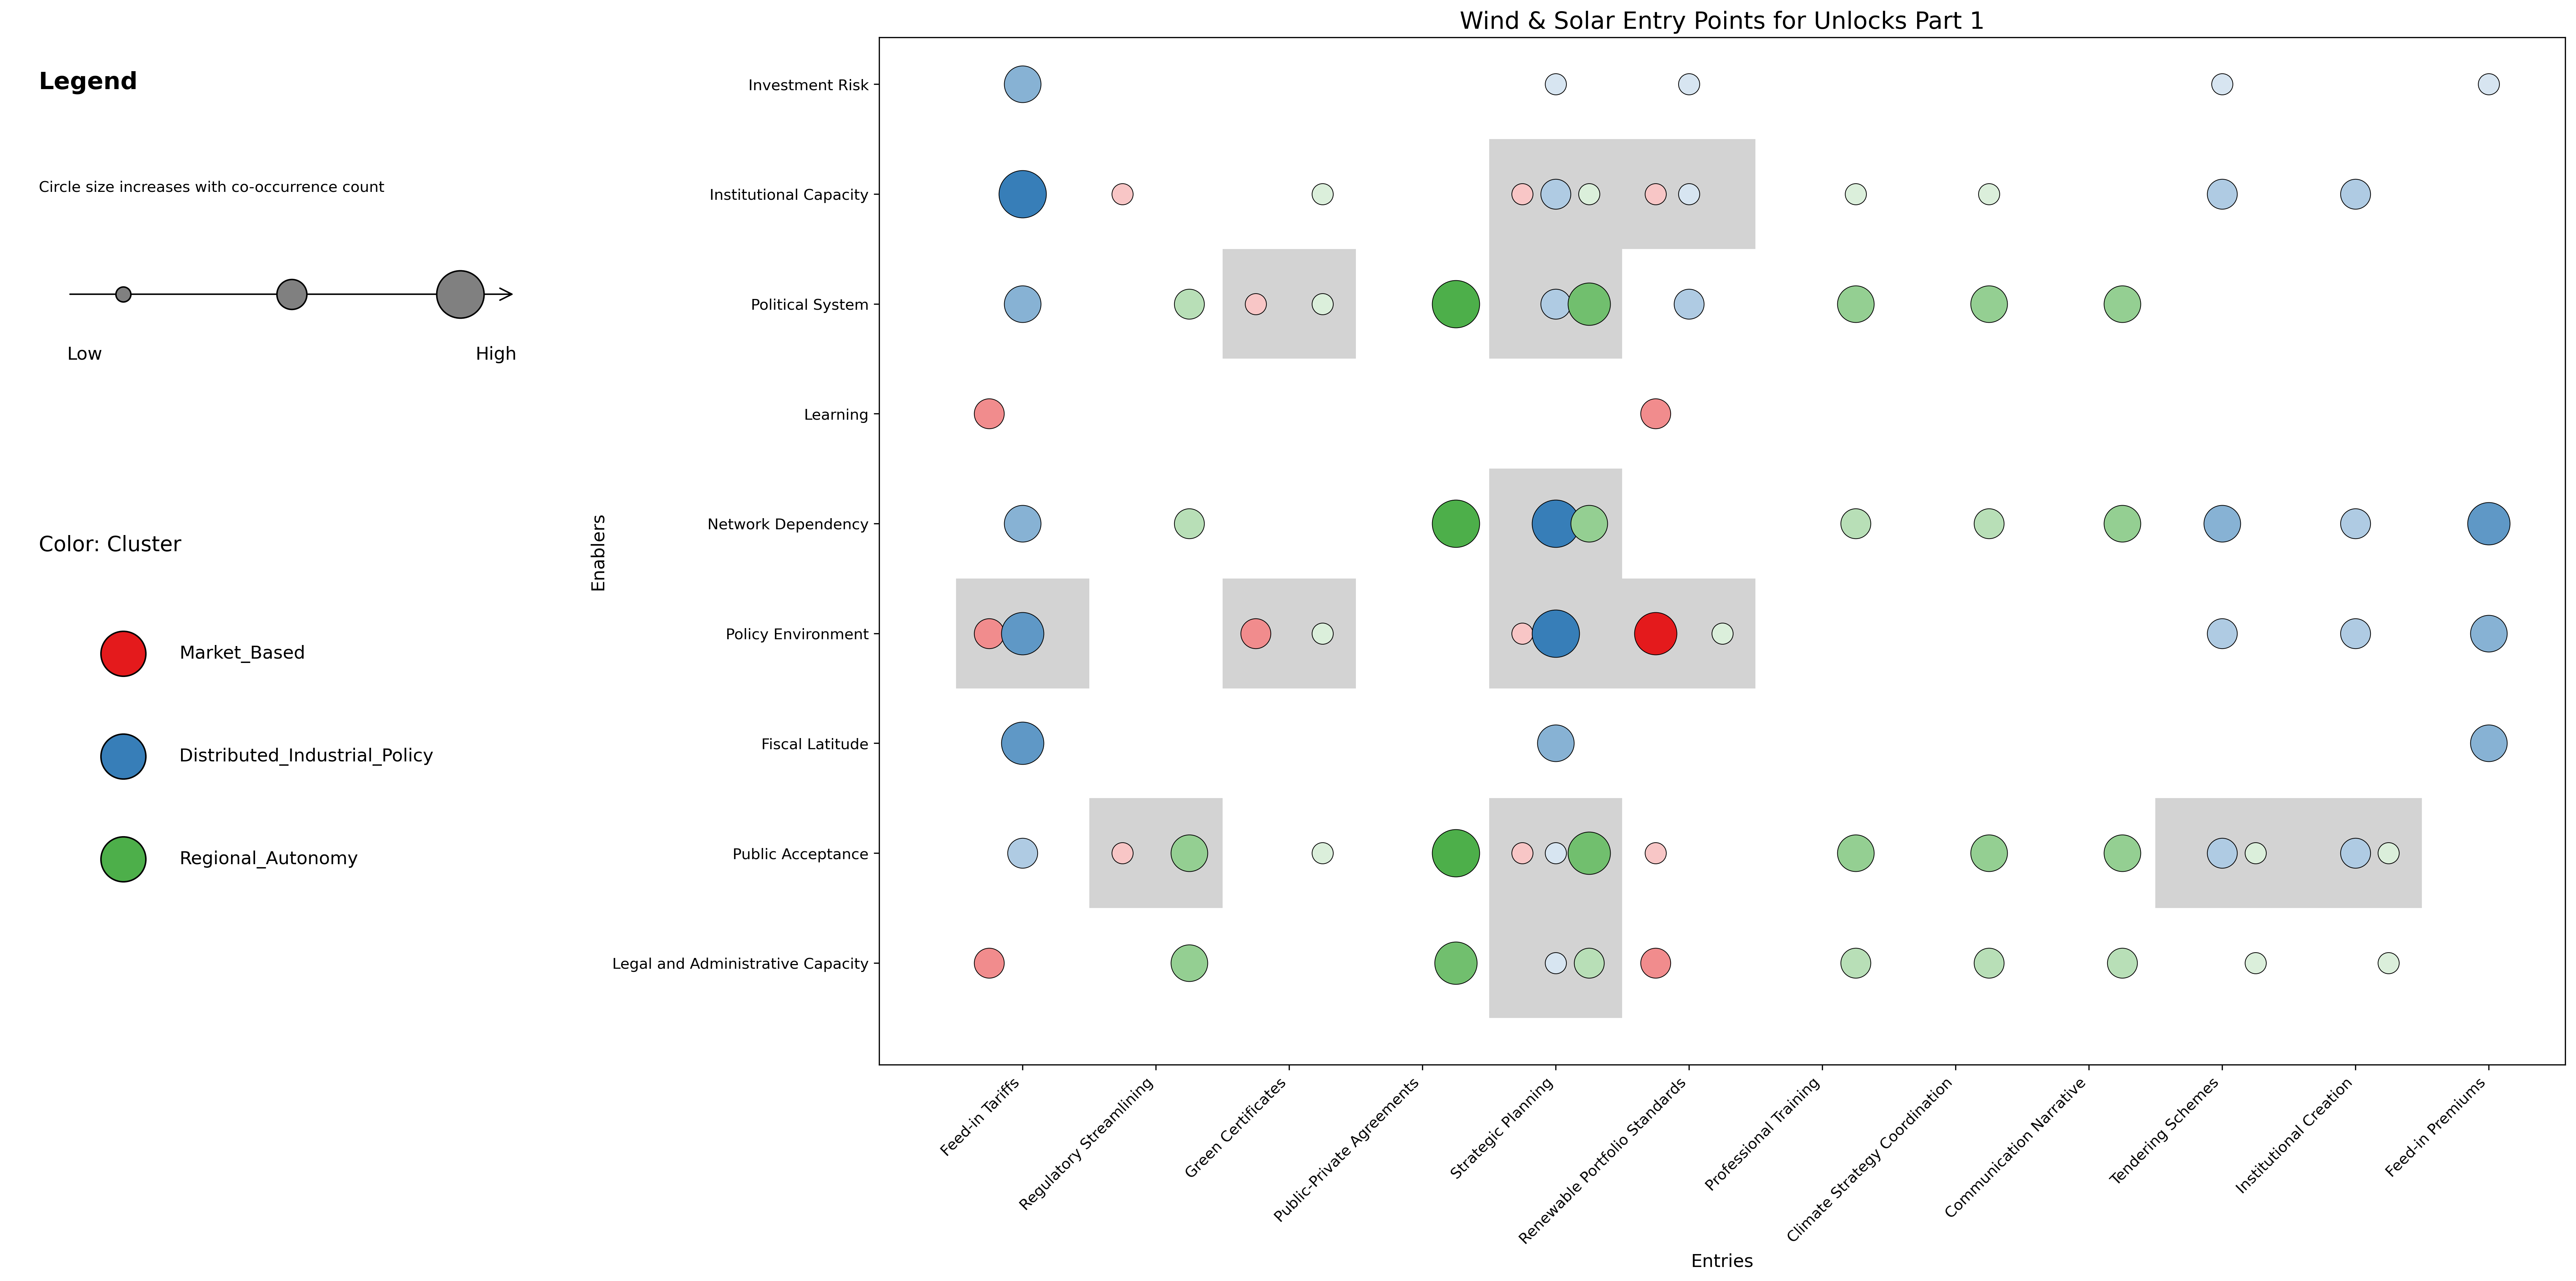 Wind & Solar Entry Points for Unlocks Part 1
Legend
Circle size increases with co-occurrence count
Low
High
Color: Cluster
Market_Based
Distributed_Industrial_Policy
Regional_Autonomy
Enablers
Investment Risk
Institutional Capacity
Political System
Learning
Network Dependency
Policy Environment
Fiscal Latitude
Public Acceptance
Legal and Administrative Capacity
Feed-in Tariffs
Regulatory Streamlining
Green Certificates
Public-Private Agreements
Strategic Planning
Renewable Portfolio Standards
Professional Training
Climate Strategy Coordination
Communication Narrative
Tendering Schemes
Institutional Creation
Feed-in Premiums
Entries